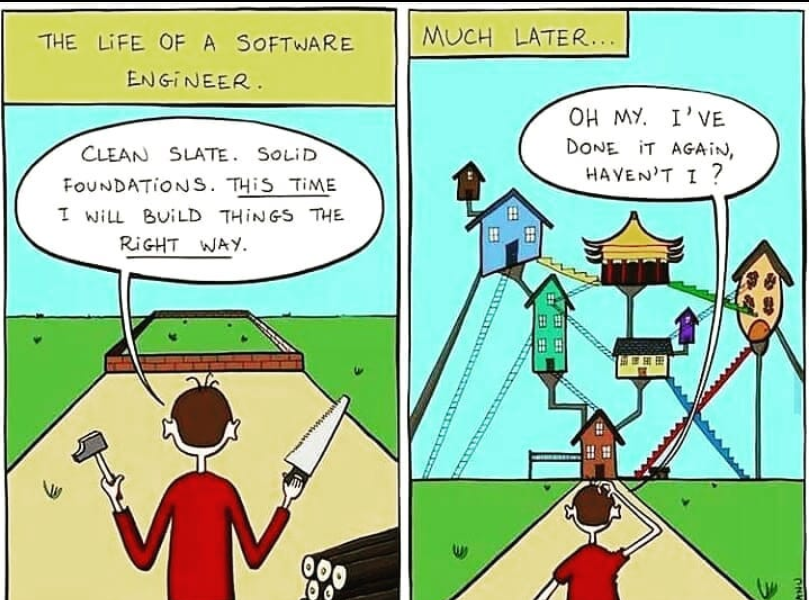 THE LIFE OF A SOFTWARE
ENGINEER.
CLEAN SLATE. SOLID
FOUNDATIONS. THIS TIME
I WILL BUILD THINGS THE
RIGHT WAY.
MUCH LATER...
OH MY. I'VE
DONE IT AGAIN,
HAVEN'T I ?